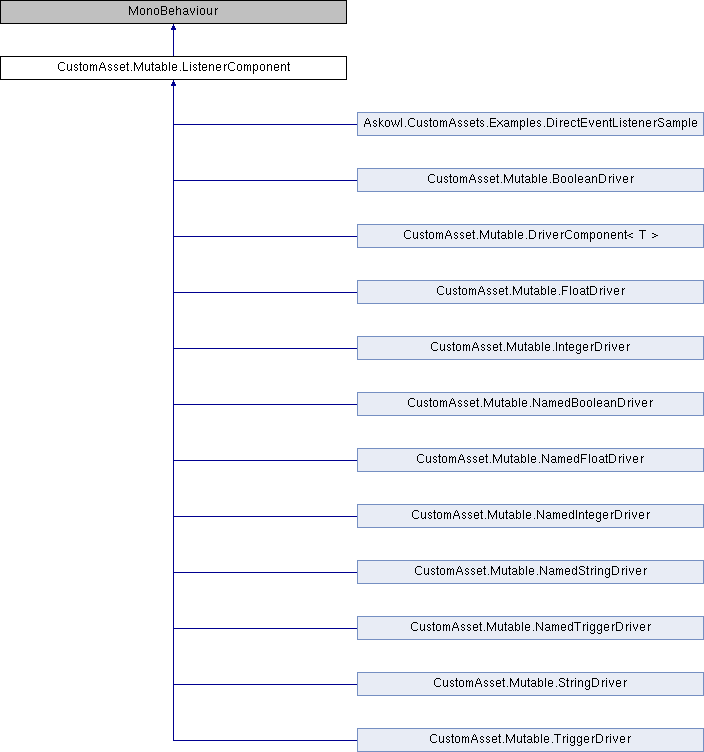 MonoBehaviour
CustomAsset.Mutable.ListenerComponent
Askowl.CustomAssets.Examples.DirectEventListenerSample
CustomAsset.Mutable.BooleanDriver
CustomAsset.Mutable.DriverComponent< T >
CustomAsset.Mutable.FloatDriver
CustomAsset.Mutable.IntegerDriver
CustomAsset.Mutable.NamedBooleanDriver
CustomAsset.Mutable.NamedFloatDriver
CustomAsset.Mutable.NamedIntegerDriver
CustomAsset.Mutable.NamedStringDriver
CustomAsset.Mutable.NamedTriggerDriver
CustomAsset.Mutable.StringDriver
CustomAsset.Mutable.TriggerDriver